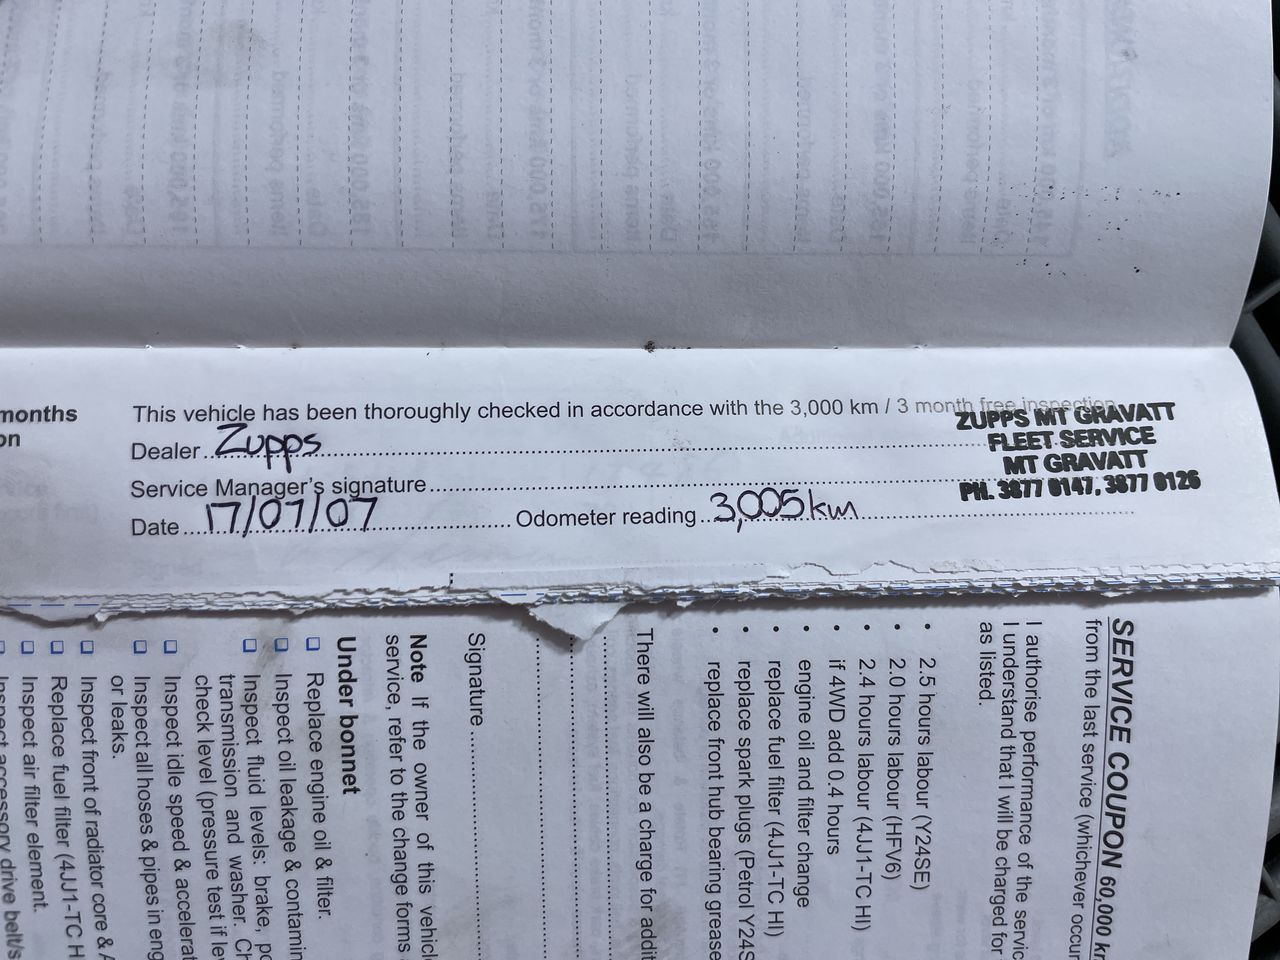 months
on
This vehicle has been thoroughly checked in accordance with the 3,000 km / 3 month free inspection
Dealer Zupps
Service Manager's signature
Date 17/07/07 Odometer reading 3,005km
ZUPPS MT GRAVATT
FLEET SERVICE
MT GRAVATT
PH. 3877 0147, 3877 0126
SERVICE COUPON 60,000 km
from the last service (whichever occur
I authorise performance of the servic
I understand that I will be charged for
as listed.
• 2.5 hours labour (Y24SE)
• 2.0 hours labour (HFV6)
• 2.4 hours labour (4JJ1-TC HI)
• if 4WD add 0.4 hours
• engine oil and filter change
• replace fuel filter (4JJ1-TC HI)
• replace spark plugs (Petrol Y24S
• replace front hub bearing grease
There will also be a charge for addit
Signature
Note If the owner of this vehicl
service, refer to the change forms
Under bonnet
❑ Replace engine oil & filter.
❑ Inspect oil leakage & contamin
❑ Inspect fluid levels: brake, po
transmission and washer. Ch
check level (pressure test if lev
❑ Inspect idle speed & accelerat
❑ Inspect all hoses & pipes in eng
or leaks.
❑ Inspect front of radiator core & A
❑ Replace fuel filter (4JJ1-TC H
❑ Inspect air filter element.
❑ Inspect accessory drive belt/s